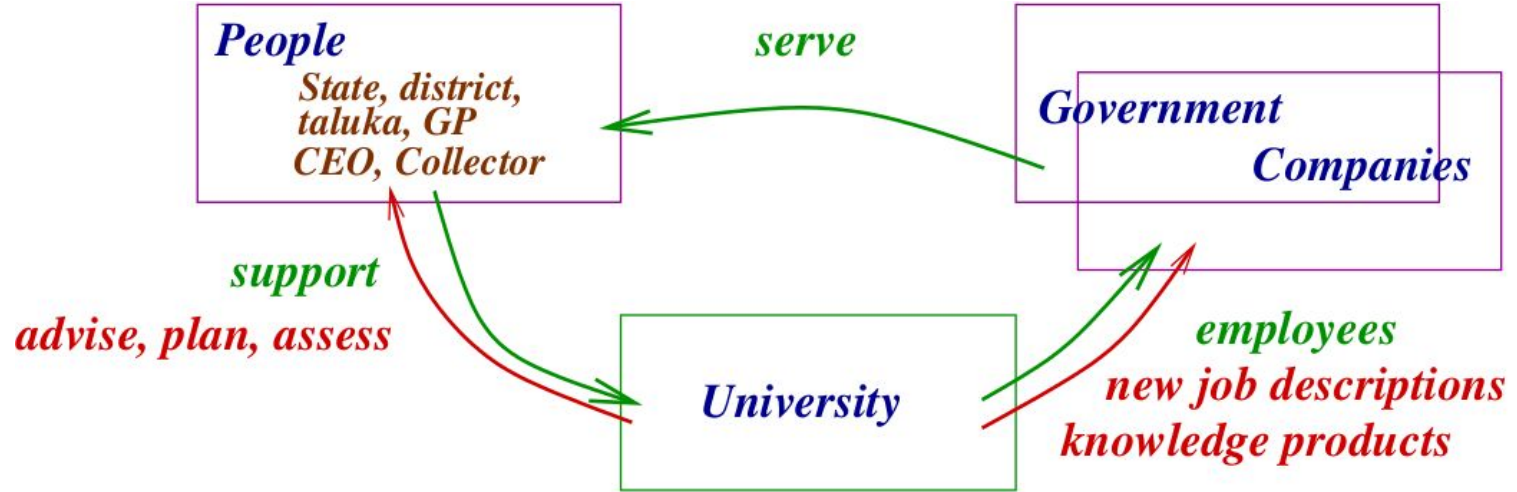 People
State, district,
taluka, GP
CEO, Collector
serve
Government
Companies
support
advise, plan, assess
University
employees
new job descriptions
knowledge products